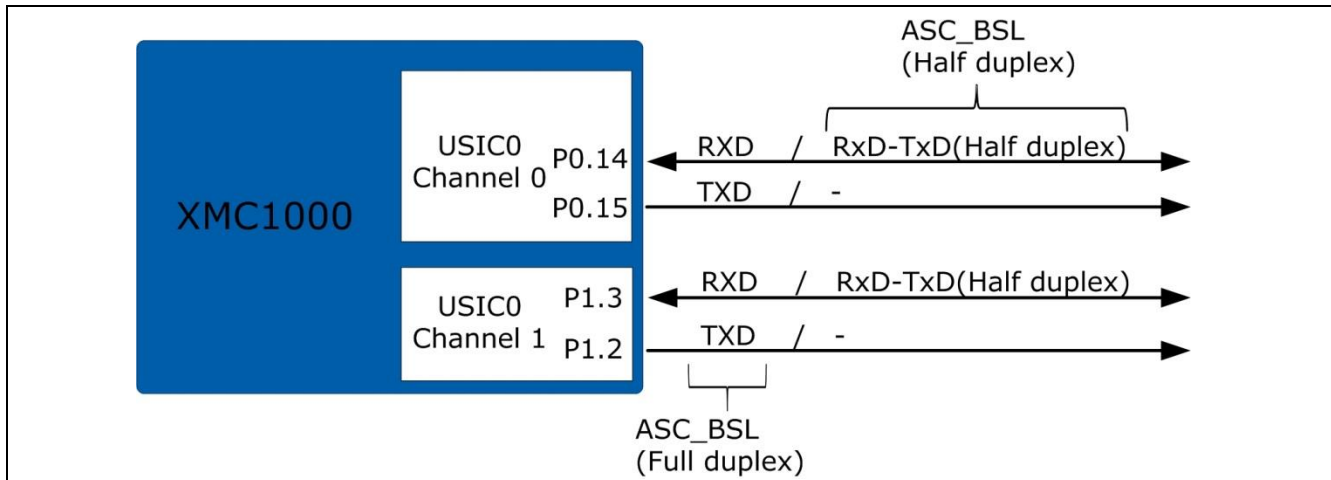 ASC_BSL
(Half duplex)
USIC0
Channel 0
P0.14
RXD / RxD-TxD(Half duplex)
P0.15
TXD / -
XMC1000
USIC0
Channel 1
P1.3
RXD / RxD-TxD(Half duplex)
P1.2
TXD / -
ASC_BSL
(Full duplex)